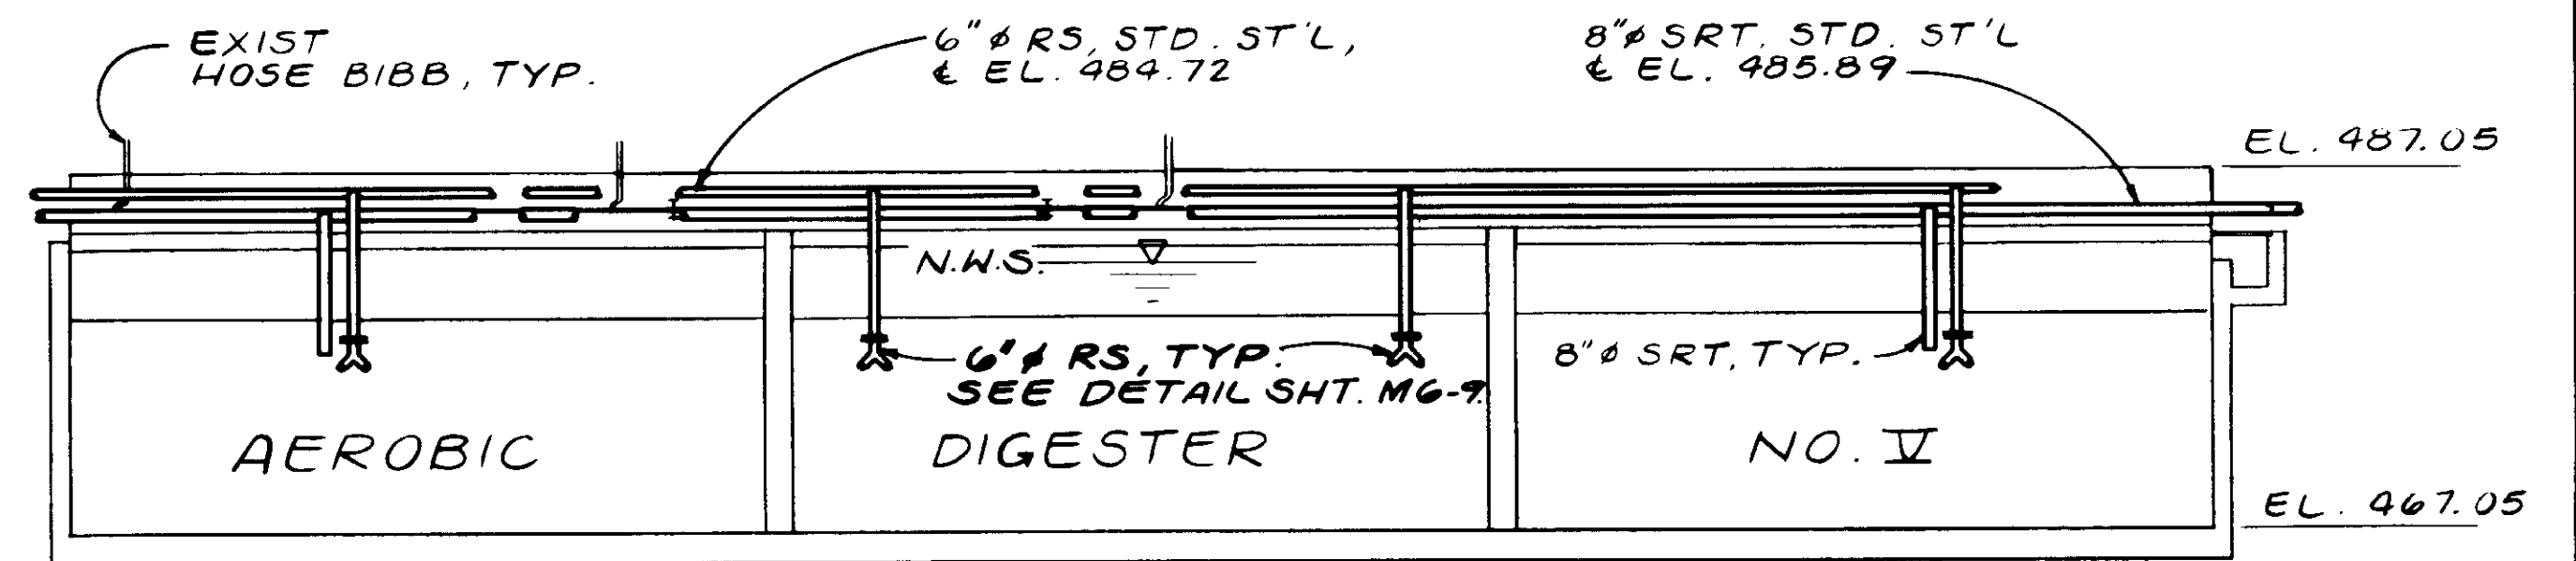 EXIST
HOSE BIBB, TYP.
6"ø RS, STD. ST'L,
℄ EL. 484.72
8"ø SRT, STD. ST'L
℄ EL. 485.89
EL. 487.05
N.W.S.
6"ø RS, TYP.
SEE DETAIL SHT. M6-9.
8"ø SRT, TYP.
AEROBIC DIGESTER NO. V
EL. 467.05